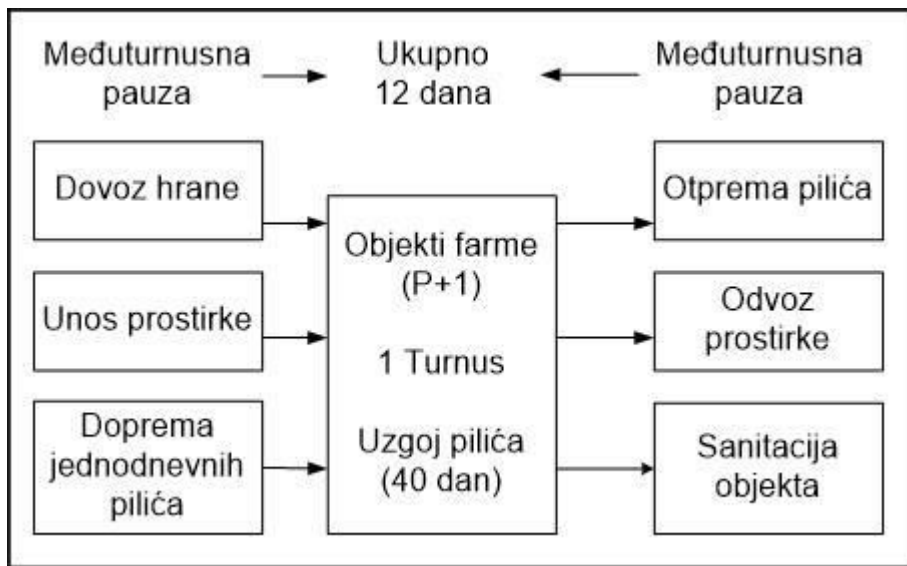 Međuturnusna
pauza
Ukupno
12 dana
Međuturnusna
pauza
Dovoz hrane
Unos prostirke
Doprema
jednodnevnih
pilića
Objekti farme
(P+1)
1 Turnus
Uzgoj pilića
(40 dan)
Otprema pilića
Odvoz
prostirke
Sanitacija
objekta